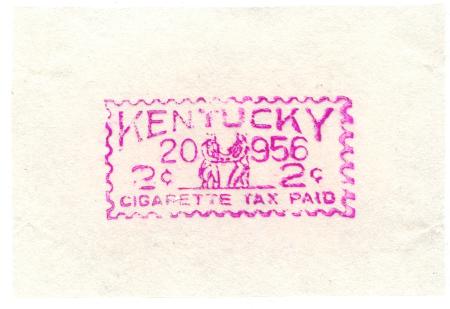 KENTUCKY
20 956
2¢ 2¢
CIGARETTE TAX PAID